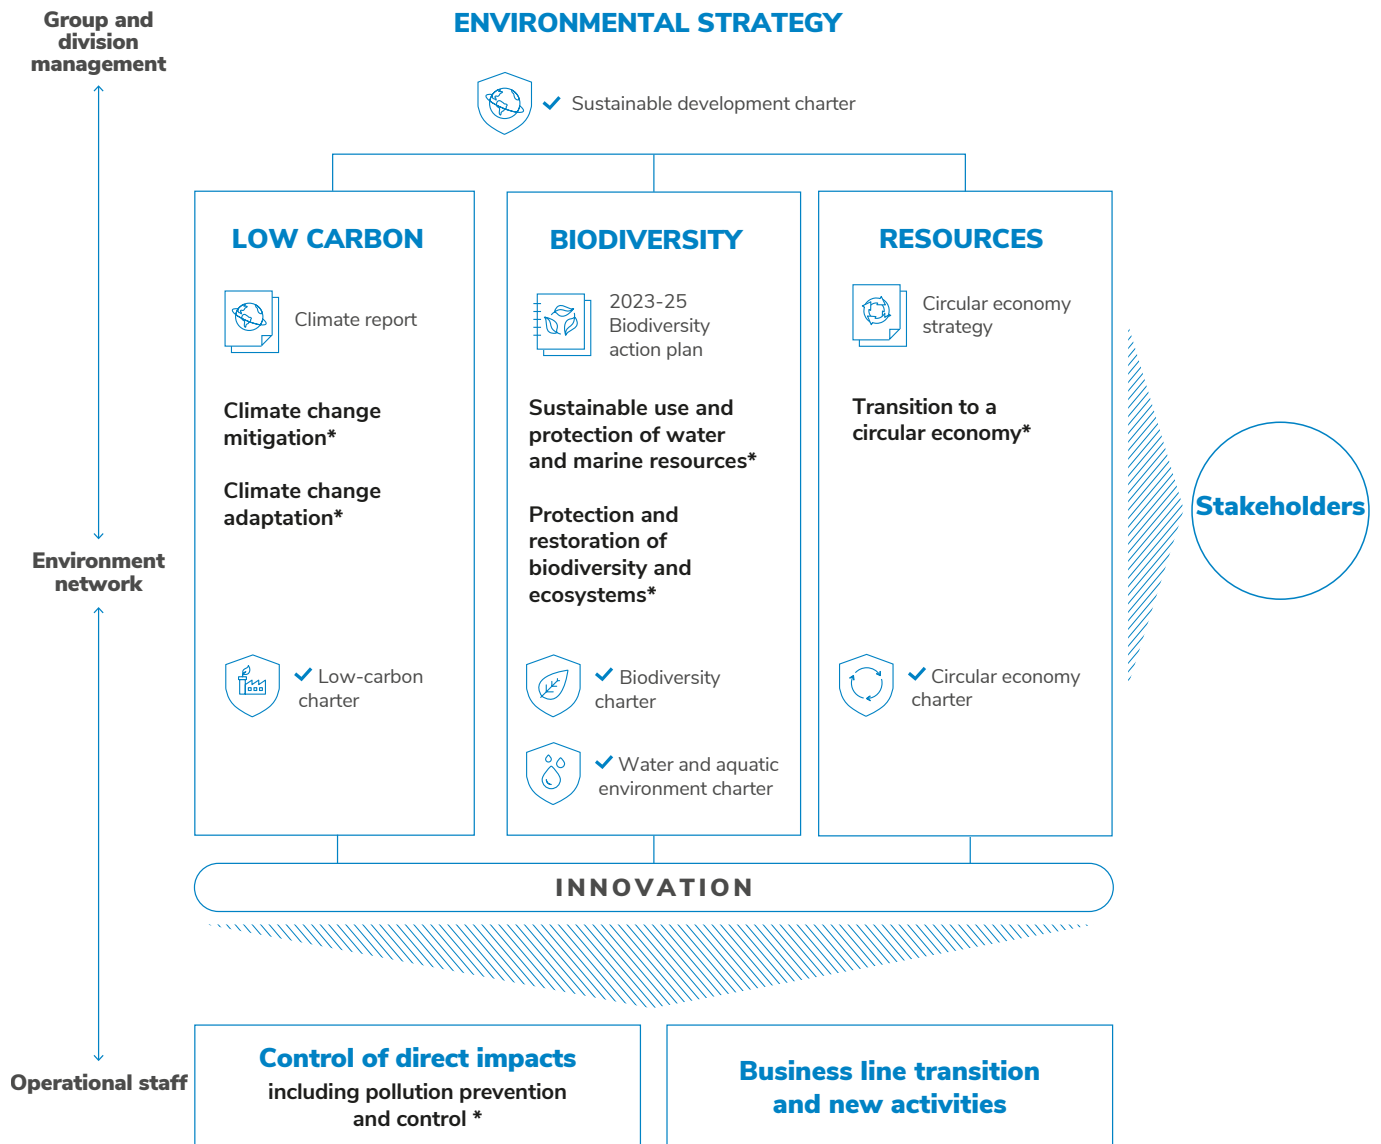 Group and
division
management
ENVIRONMENTAL STRATEGY
Sustainable development charter
LOW CARBON
Climate report
Climate change
mitigation*
Climate change
adaptation*
Low-carbon
charter
BIODIVERSITY
2023-25
Biodiversity
action plan
Sustainable use and
protection of water
and marine resources*
Protection and
restoration of
biodiversity and
ecosystems*
Biodiversity
charter
Water and aquatic
environment charter
RESOURCES
Circular economy
strategy
Transition to a
circular economy*
Circular economy
charter
Stakeholders
Environment
network
INNOVATION
Operational staff
Control of direct impacts
including pollution prevention
and control *
Business line transition
and new activities